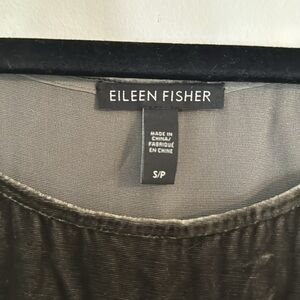 EILEEN FISHER
MADE IN
CHINA/
FABRIQUÉ
EN CHINE
S/P